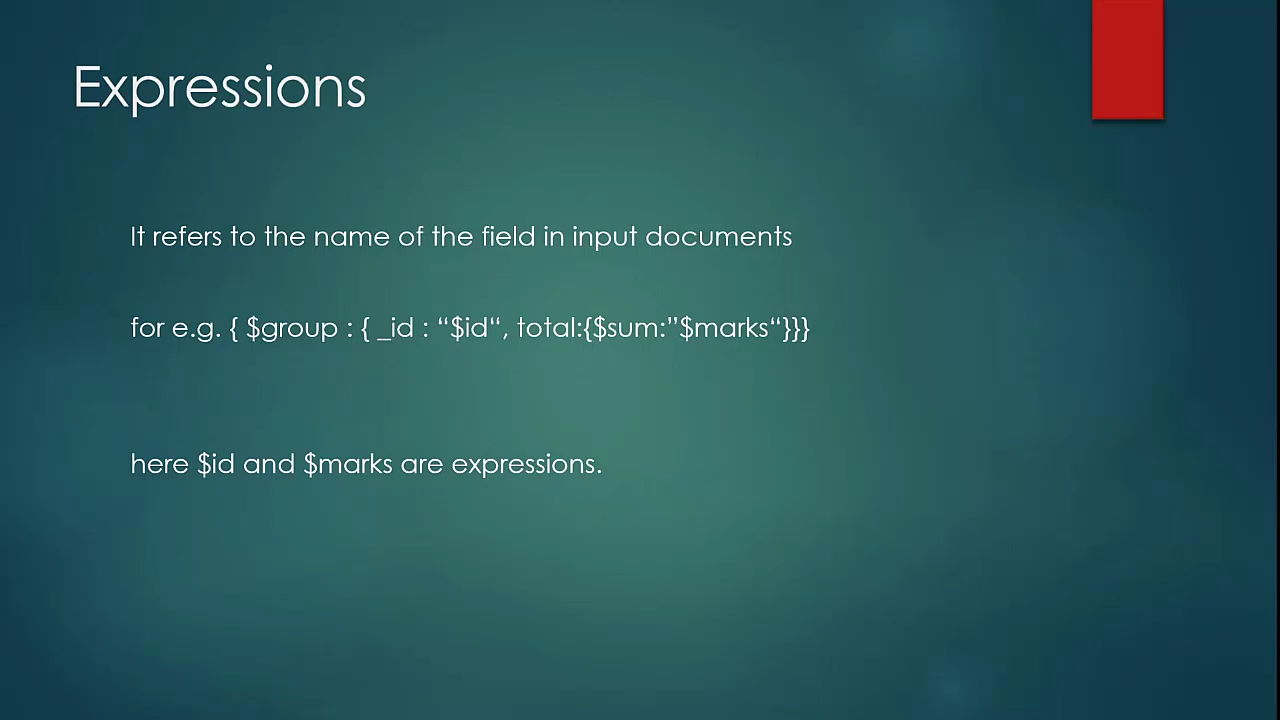 Expressions
It refers to the name of the field in input documents
for e.g. { $group : { _id : “$id“, total:{$sum:”$marks“}}}
here $id and $marks are expressions.